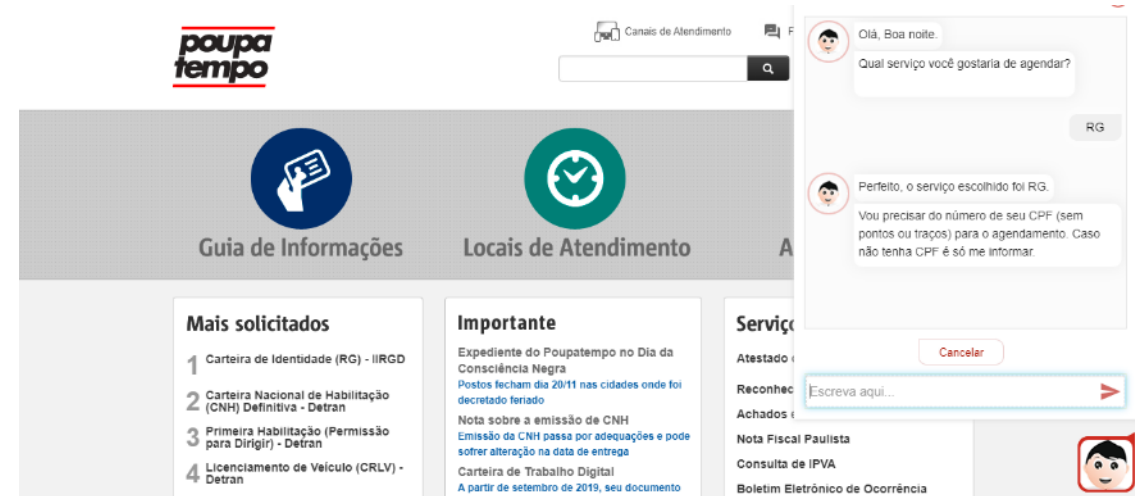 poupa
tempo
Canais de Atendimento
F
Guia de Informações
Locais de Atendimento
A
Mais solicitados
1 Carteira de Identidade (RG) - IIRGD
2 Carteira Nacional de Habilitação
(CNH) Definitiva - Detran
3 Primeira Habilitação (Permissão
para Dirigir) - Detran
4 Licenciamento de Veículo (CRLV) -
Detran
Importante
Expediente do Poupatempo no Dia da
Consciência Negra
Postos fecham dia 20/11 nas cidades onde foi
decretado feriado
Nota sobre a emissão de CNH
Emissão da CNH passa por adequações e pode
sofrer alteração na data de entrega
Carteira de Trabalho Digital
A partir de setembro de 2019, seu documento
Serviço
Atestado
Reconhec
Achados e
Nota Fiscal Paulista
Consulta de IPVA
Boletim Eletrônico de Ocorrência
Olá, Boa noite.
Qual serviço você gostaria de agendar?
RG
Perfeito, o serviço escolhido foi RG.
Vou precisar do número de seu CPF (sem
pontos ou traços) para o agendamento. Caso
não tenha CPF é só me informar.
Cancelar
Escreva aqui...